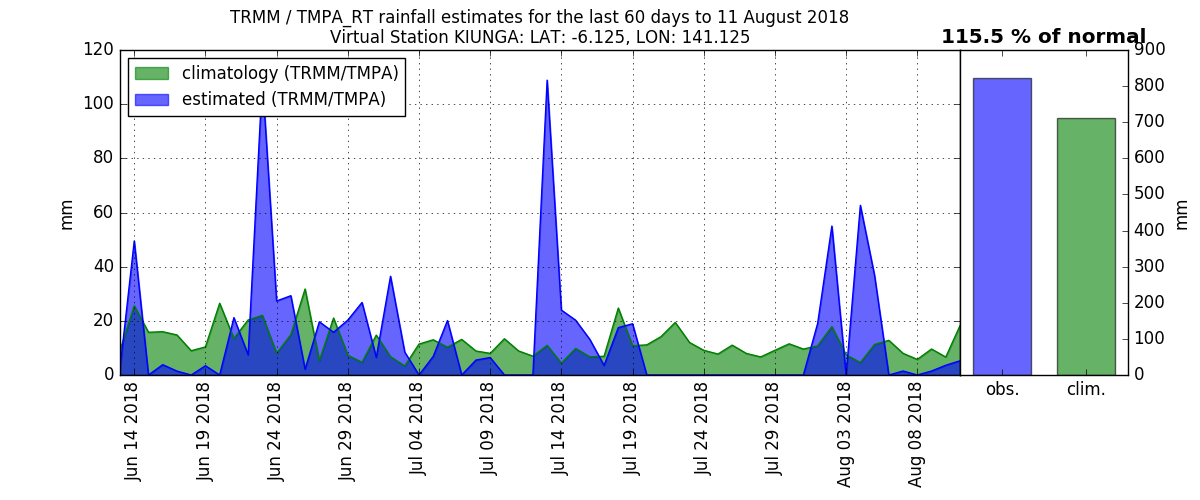 TRMM / TMPA_RT rainfall estimates for the last 60 days to 11 August 2018
Virtual Station KIUNGA: LAT: -6.125, LON: 141.125
115.5 % of normal
climatology (TRMM/TMPA)
estimated (TRMM/TMPA)
120
100
80
60
40
20
0
mm
900
800
700
600
500
400
300
200
100
0
mm
Jun 14 2018
Jun 19 2018
Jun 24 2018
Jun 29 2018
Jul 04 2018
Jul 09 2018
Jul 14 2018
Jul 19 2018
Jul 24 2018
Jul 29 2018
Aug 03 2018
Aug 08 2018
obs.
clim.